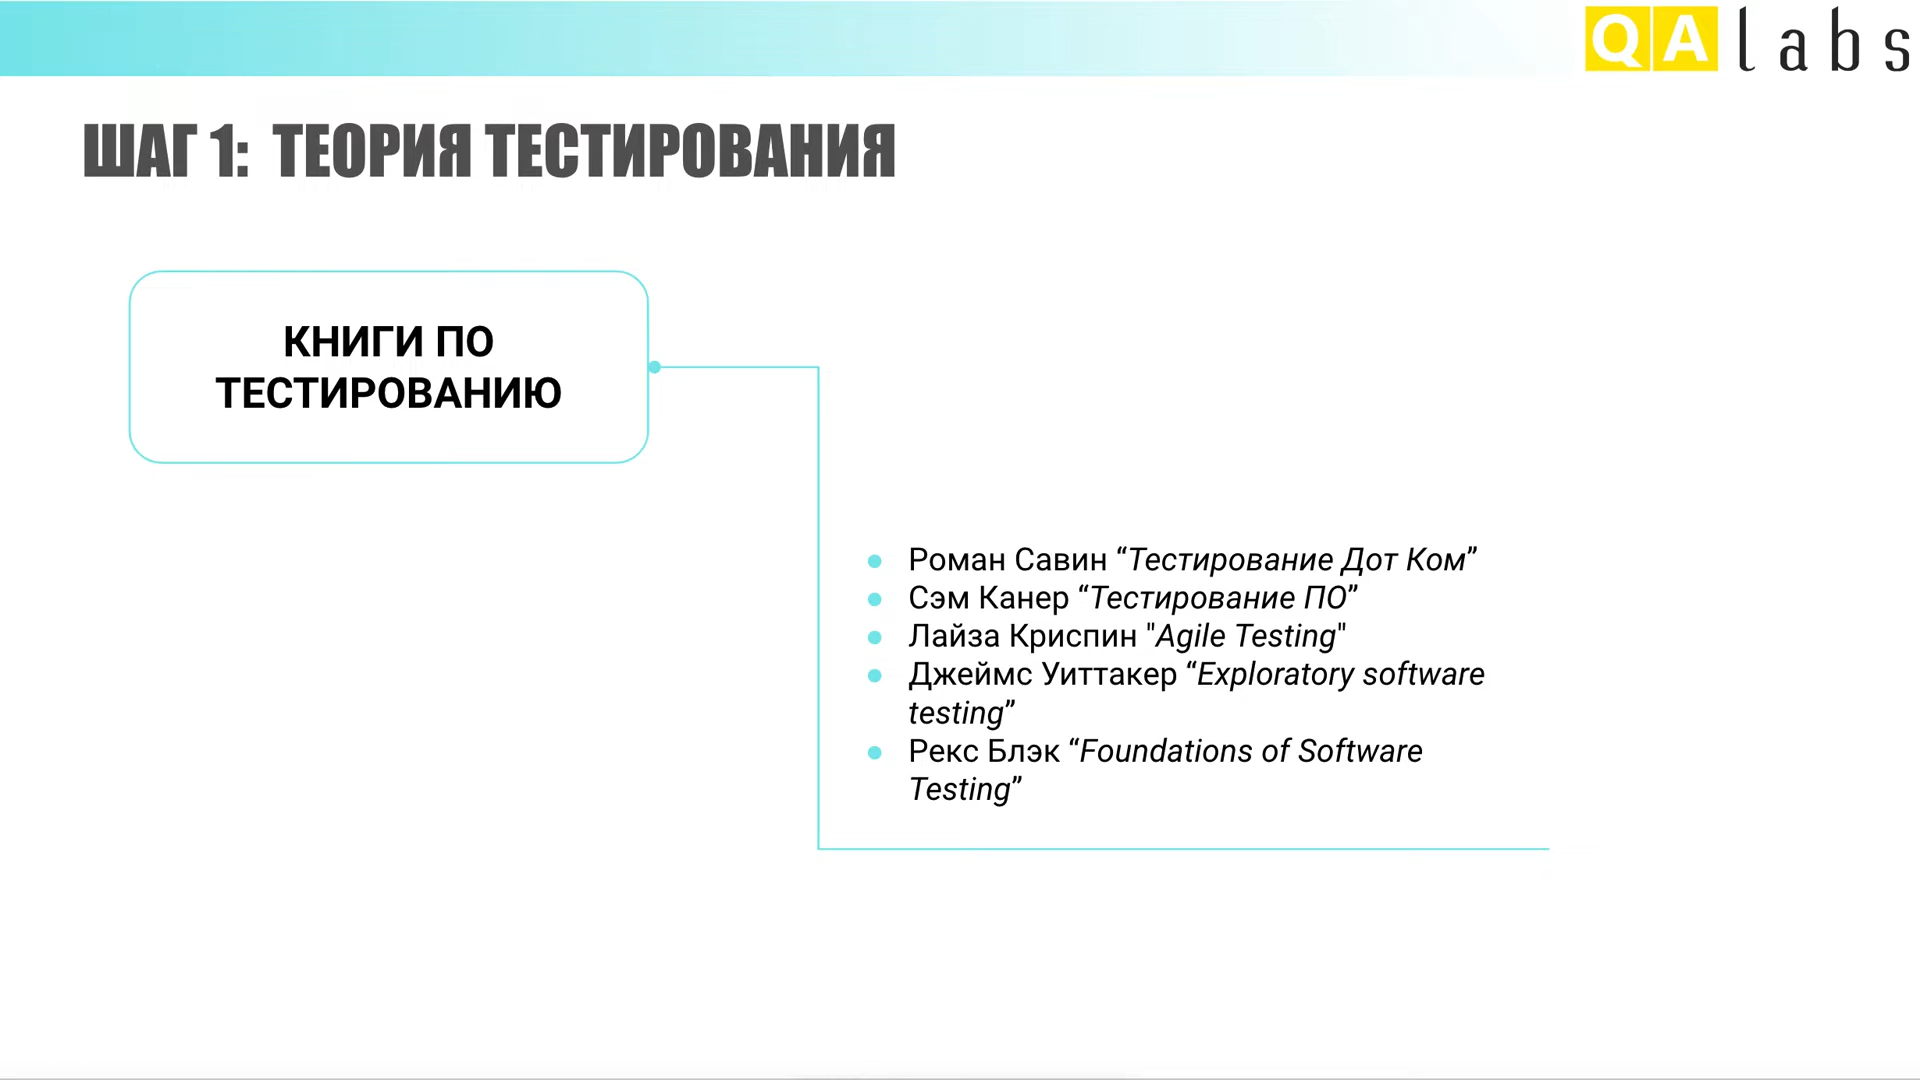 QA labs
ШАГ 1: ТЕОРИЯ ТЕСТИРОВАНИЯ
КНИГИ ПО
ТЕСТИРОВАНИЮ
● Роман Савин “Тестирование Дот Ком”
● Сэм Канер “Тестирование ПО”
● Лайза Криспин "Agile Testing"
● Джеймс Уиттакер “Exploratory software
testing”
● Рекс Блэк “Foundations of Software
Testing”